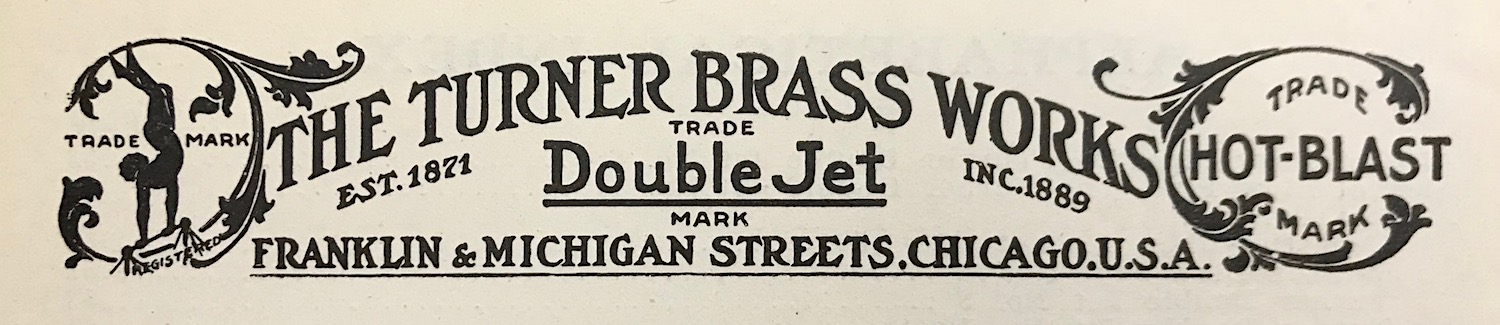 TRADE MARK
REGISTERED
THE TURNER BRASS WORKS
EST. 1871
TRADE
Double Jet
MARK
INC. 1889
FRANKLIN & MICHIGAN STREETS. CHICAGO. U.S.A.
TRADE
HOT-BLAST
MARK